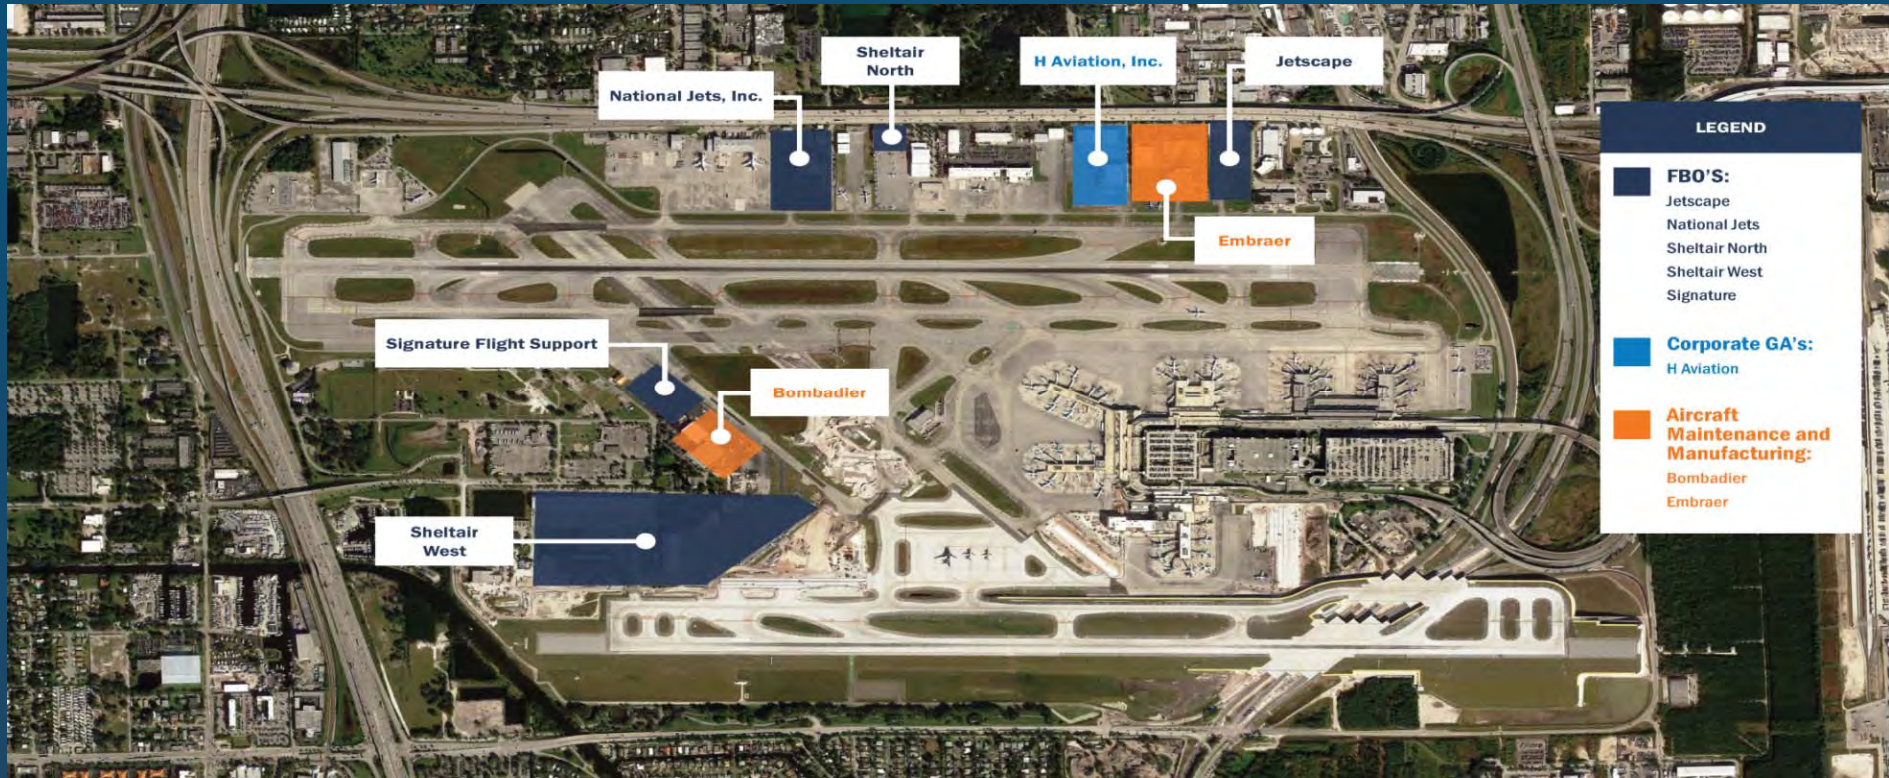 Sheltair
North
H Aviation, Inc.
Jetscape
National Jets, Inc.
Embraer
Signature Flight Support
Bombadier
Sheltair
West
LEGEND
FBO'S:
Jetscape
National Jets
Sheltair North
Sheltair West
Signature
Corporate GA's:
H Aviation
Aircraft
Maintenance and
Manufacturing:
Bombadier
Embraer